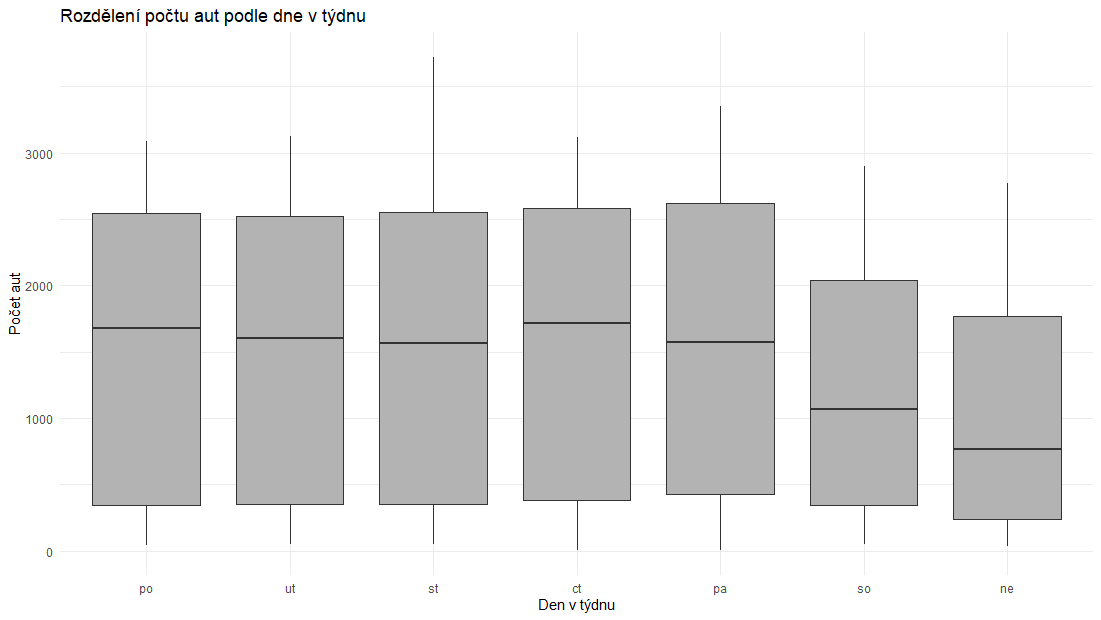 Rozdělení počtu aut podle dne v týdnu
Počet aut
3000
2000
1000
0
po ut st ct pa so ne
Den v týdnu